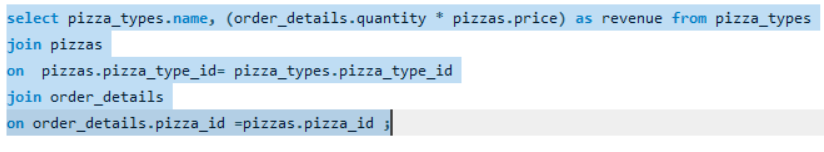 select pizza_types.name, (order_details.quantity * pizzas.price) as revenue from pizza_types
join pizzas
on  pizzas.pizza_type_id= pizza_types.pizza_type_id
join order_details
on order_details.pizza_id =pizzas.pizza_id ;